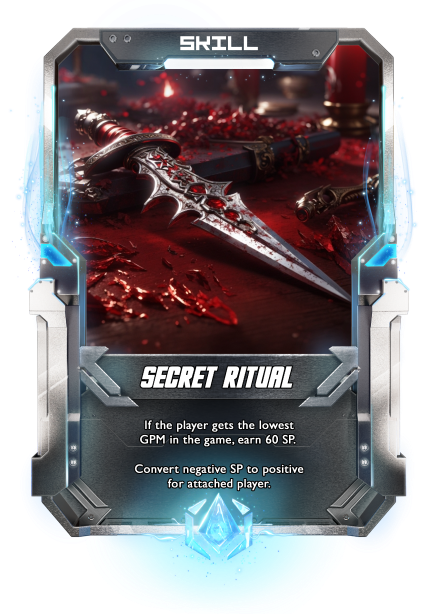 SKILL
SECRET RITUAL
If the player gets the lowest
GPM in the game, earn 60 SP.
Convert negative SP to positive
for attached player.